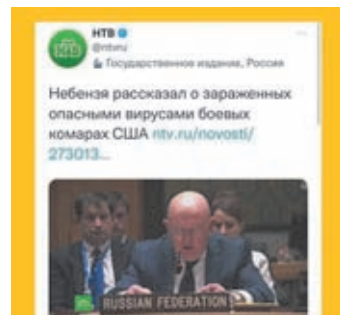 НТВ
@ntvru
Государственное издание, Россия
Небензя рассказал о зараженных
опасными вирусами боевых
комарах США ntv.ru/novosti/
273013...
RUSSIAN FEDERATION